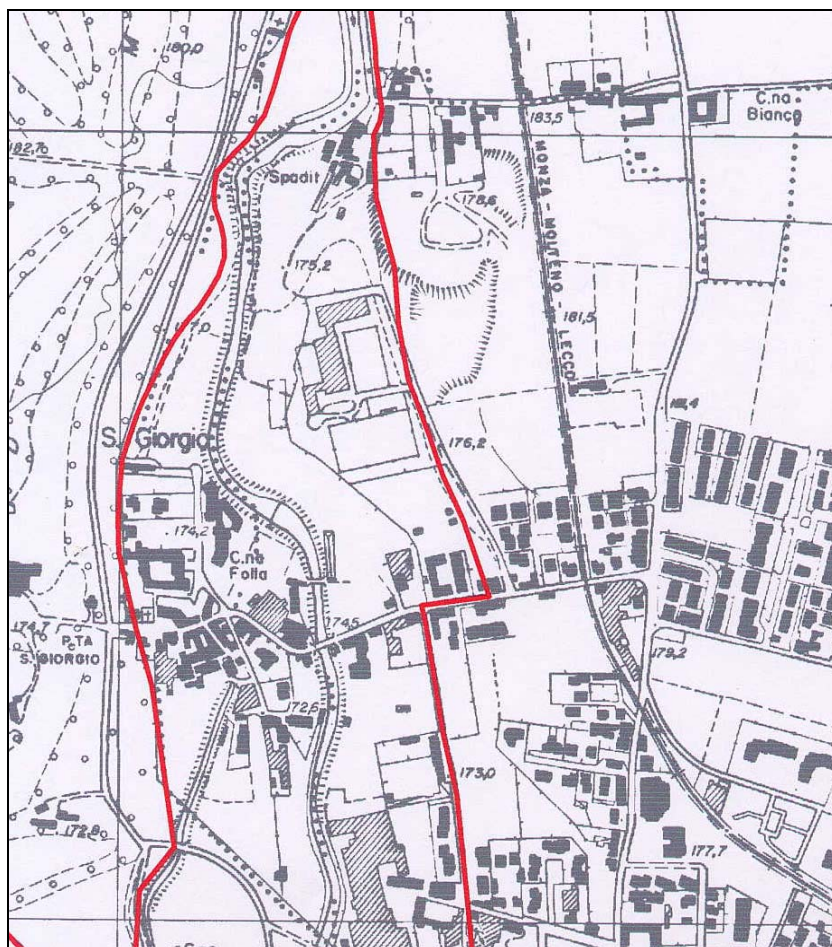 M
180,0
183,5
C.na
Bianca
182,7
Spadit
178,6
MONZA - MOLTENO - LECCO
175,2
181,5
S. Giorgio
176,2
174,2
C.na
Folla
174,5
P.TA
S. GIORGIO
179,2
172,6
173,0
172,8
177,7